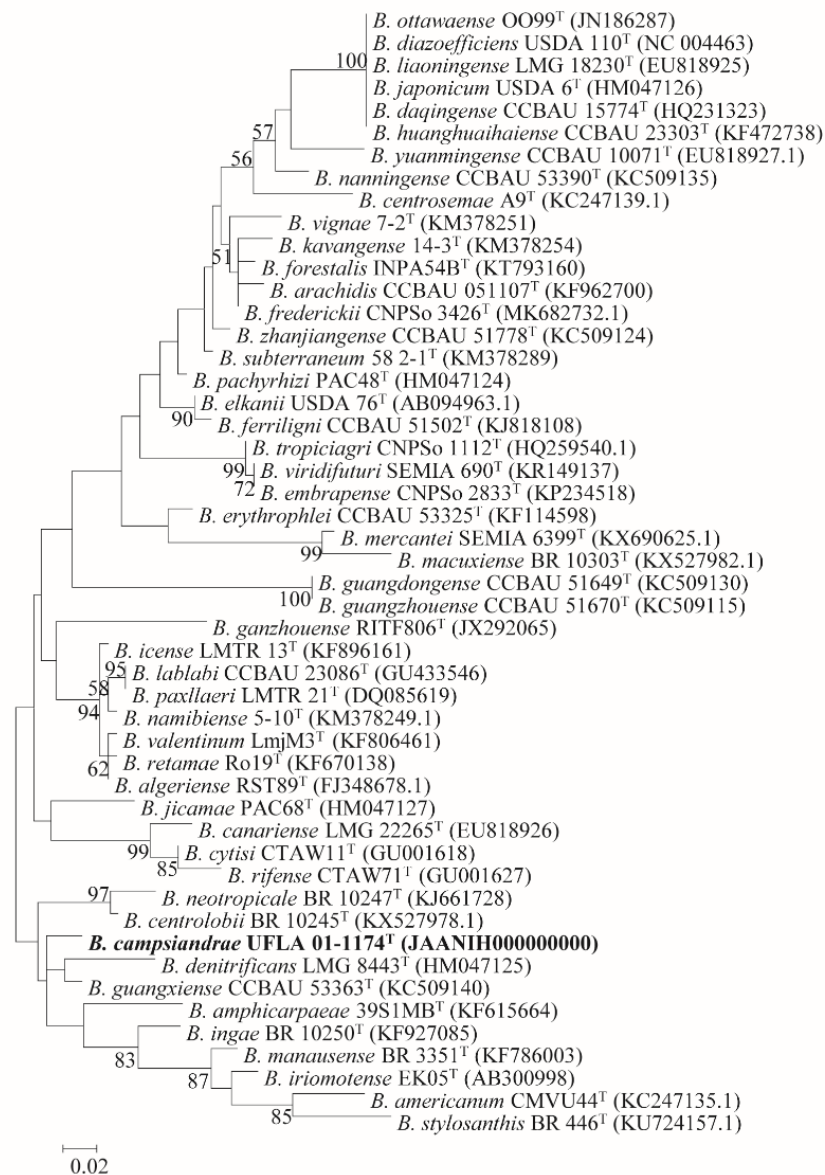 B. ottawaense OO99ᵀ (JN186287)
B. diazoefficiens USDA 110ᵀ (NC 004463)
B. liaoningense LMG 18230ᵀ (EU818925)
100
B. japonicum USDA 6ᵀ (HM047126)
B. daqingense CCBAU 15774ᵀ (HQ231323)
B. huanghuaihaiense CCBAU 23303ᵀ (KF472738)
57
B. yuanmingense CCBAU 10071ᵀ (EU818927.1)
56
B. nanningense CCBAU 53390ᵀ (KC509135)
B. centrosemae A9ᵀ (KC247139.1)
B. vignae 7-2ᵀ (KM378251)
B. kavangense 14-3ᵀ (KM378254)
51
B. forestalis INPA54Bᵀ (KT793160)
B. arachidis CCBAU 051107ᵀ (KF962700)
B. frederickii CNPSo 3426ᵀ (MK682732.1)
B. zhanjiangense CCBAU 51778ᵀ (KC509124)
B. subterraneum 58 2-1ᵀ (KM378289)
B. pachyrhizi PAC48ᵀ (HM047124)
B. elkanii USDA 76ᵀ (AB094963.1)
90
B. ferriligni CCBAU 51502ᵀ (KJ818108)
B. tropiciagri CNPSo 1112ᵀ (HQ259540.1)
99
B. viridifuturi SEMIA 690ᵀ (KR149137)
72
B. embrapense CNPSo 2833ᵀ (KP234518)
B. erythrophlei CCBAU 53325ᵀ (KF114598)
B. mercantei SEMIA 6399ᵀ (KX690625.1)
99
B. macuxiense BR 10303ᵀ (KX527982.1)
B. guangdongense CCBAU 51649ᵀ (KC509130)
100
B. guangzhouense CCBAU 51670ᵀ (KC509115)
B. ganzhouense RITF806ᵀ (JX292065)
B. icense LMTR 13ᵀ (KF896161)
95
B. lablabi CCBAU 23086ᵀ (GU433546)
58
B. paxllaeri LMTR 21ᵀ (DQ085619)
94
B. namibiense 5-10ᵀ (KM378249.1)
B. valentinum LmjM3ᵀ (KF806461)
62
B. retamae Ro19ᵀ (KF670138)
B. algeriense RST89ᵀ (FJ348678.1)
B. jicamae PAC68ᵀ (HM047127)
B. canariense LMG 22265ᵀ (EU818926)
99
B. cytisi CTAW11ᵀ (GU001618)
85
B. rifense CTAW71ᵀ (GU001627)
97
B. neotropicale BR 10247ᵀ (KJ661728)
B. centrolobii BR 10245ᵀ (KX527978.1)
B. campsiandrae UFLA 01-1174ᵀ (JAANIH000000000)
B. denitrificans LMG 8443ᵀ (HM047125)
B. guangxiense CCBAU 53363ᵀ (KC509140)
B. amphicarpaeae 39S1MBᵀ (KF615664)
B. ingae BR 10250ᵀ (KF927085)
83
B. manausense BR 3351ᵀ (KF786003)
87
B. iriomotense EK05ᵀ (AB300998)
B. americanum CMVU44ᵀ (KC247135.1)
85
B. stylosanthis BR 446ᵀ (KU724157.1)
0.02